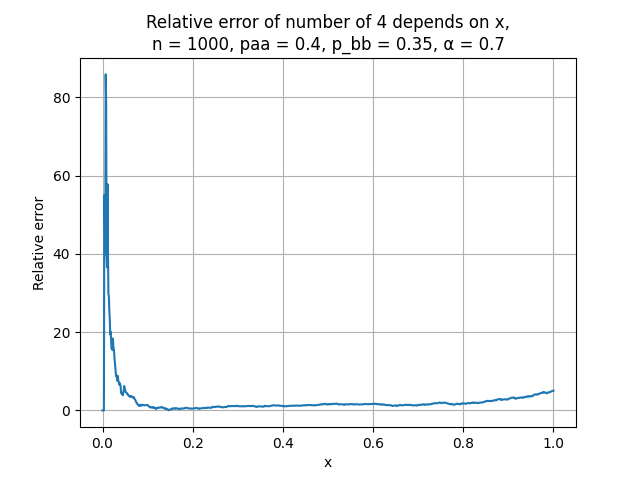 Relative error of number of 4 depends on x,
n = 1000, paa = 0.4, p_bb = 0.35, α = 0.7
Relative error
80
60
40
20
0
0.0 0.2 0.4 0.6 0.8 1.0
x